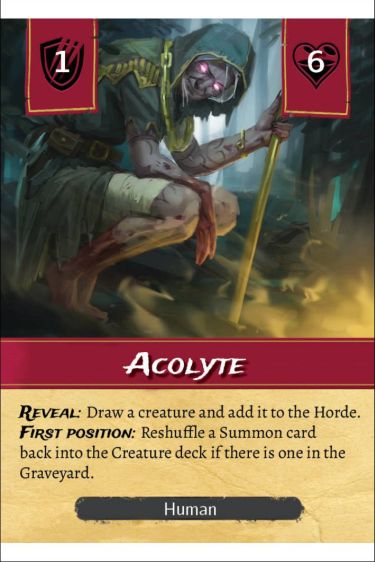 1
6
Acolyte
Reveal: Draw a creature and add it to the Horde.
First position: Reshuffle a Summon card
back into the Creature deck if there is one in the
Graveyard.
Human